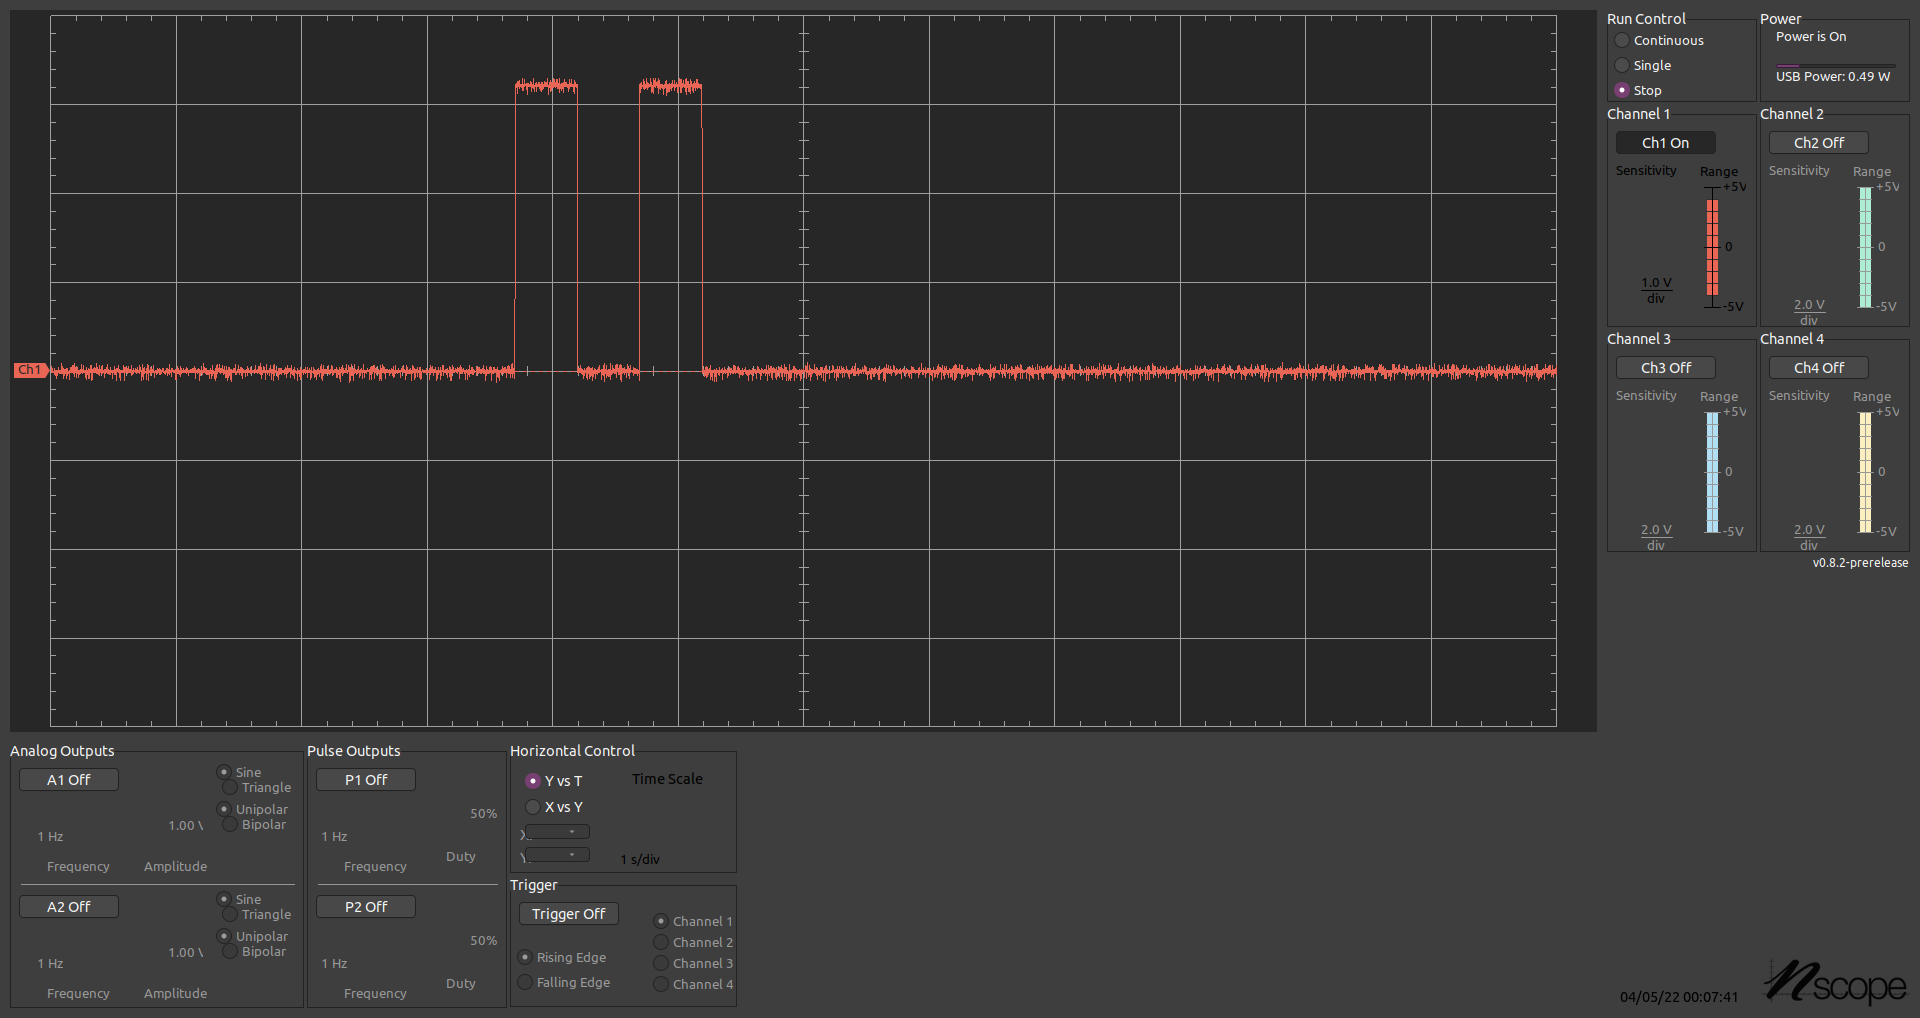 Run Control
Continuous
Single
Stop
Power
Power is On
USB Power: 0.49 W
Channel 1
Ch1 On
Sensitivity
Range
+5V
0
-5V
1.0 V
div
Channel 2
Ch2 Off
Sensitivity
Range
+5V
0
-5V
2.0 V
div
Channel 3
Ch3 Off
Sensitivity
Range
+5V
0
-5V
2.0 V
div
Channel 4
Ch4 Off
Sensitivity
Range
+5V
0
-5V
2.0 V
div
v0.8.2-prerelease
Ch1
Analog Outputs
A1 Off
Sine
Triangle
Unipolar
Bipolar
1.00 V
1 Hz
Frequency
Amplitude
A2 Off
Sine
Triangle
Unipolar
Bipolar
1.00 V
1 Hz
Frequency
Amplitude
Pulse Outputs
P1 Off
50%
1 Hz
Frequency
Duty
P2 Off
50%
1 Hz
Frequency
Duty
Horizontal Control
Y vs T
Time Scale
X vs Y
X
Y
1 s/div
Trigger
Trigger Off
Channel 1
Channel 2
Channel 3
Channel 4
Rising Edge
Falling Edge
04/05/22 00:07:41
nscope